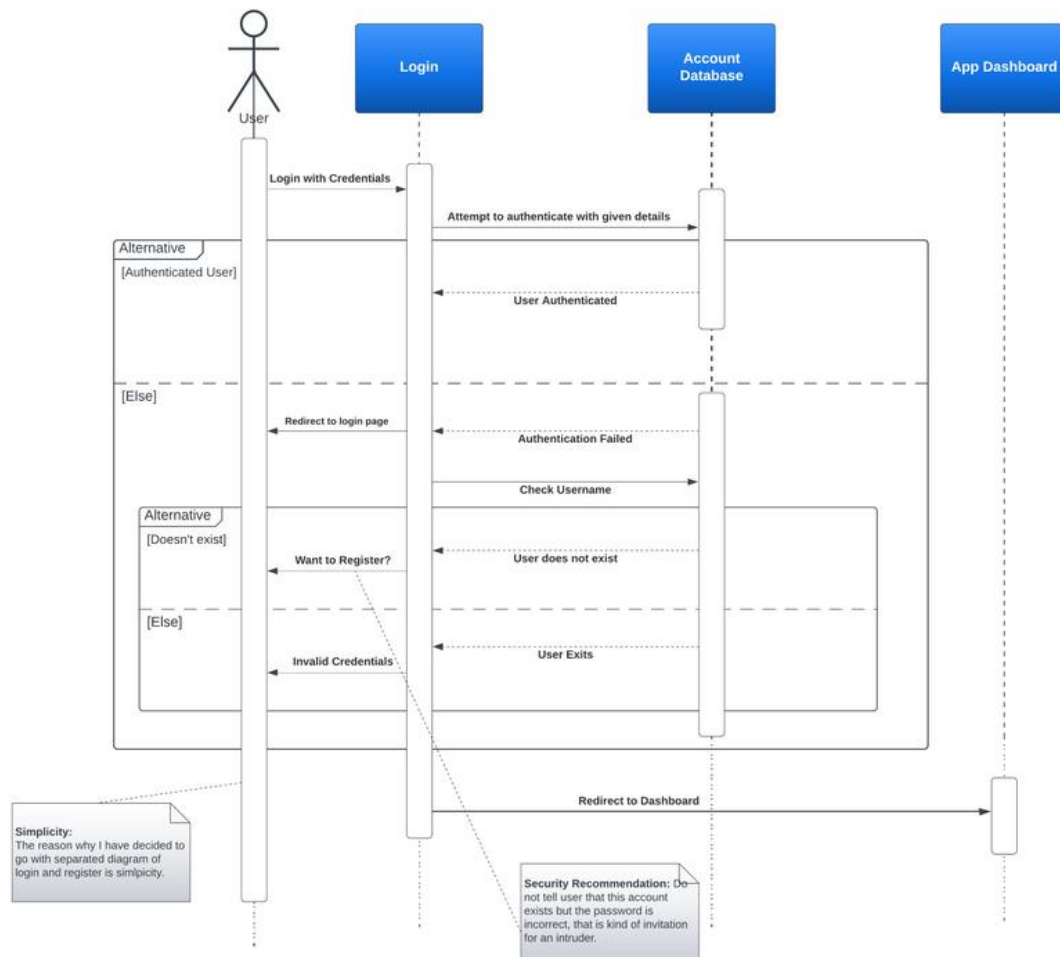 Login
Account
Database
App Dashboard
User
Login with Credentials
Attempt to authenticate with given details
Alternative
[Authenticated User]
User Authenticated
[Else]
Redirect to login page
Authentication Failed
Check Username
Alternative
[Doesn't exist]
User does not exist
Want to Register?
[Else]
User Exits
Invalid Credentials
Redirect to Dashboard
Simplicity:
The reason why I have decided to
go with separated diagram of
login and register is simlpicity.
Security Recommendation: Do
not tell user that this account
exists but the password is
incorrect, that is kind of invitation
for an intruder.